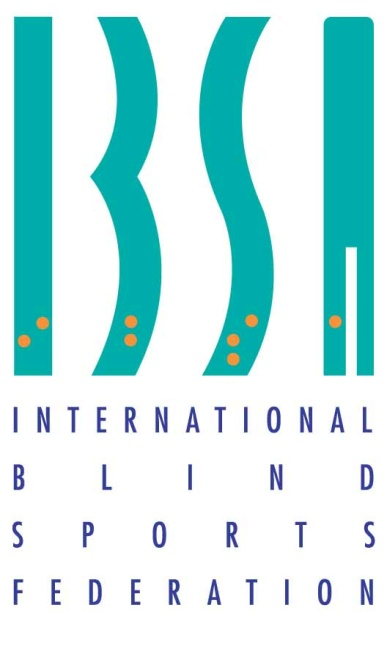 IBSA
⠊⠃⠎⠁
INTERNATIONAL
BLIND
SPORTS
FEDERATION